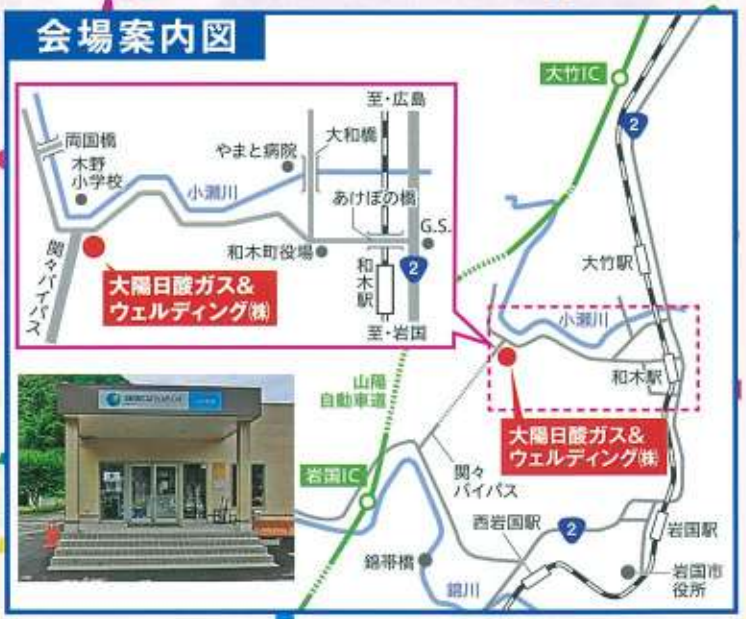 会場案内図
至・広島
両国橋
大和橋
やまと病院
木野
小学校
小瀬川
あけぼの橋
G.S.
関々バイパス
和木町役場
和木駅
2
大陽日酸ガス&
ウェルディング㈱
至・岩国
大竹IC
2
大竹駅
小瀬川
和木駅
山陽
自動車道
大陽日酸ガス&
ウェルディング㈱
関々
バイパス
岩国IC
西岩国駅
2
岩国駅
錦帯橋
錦川
岩国市
役所